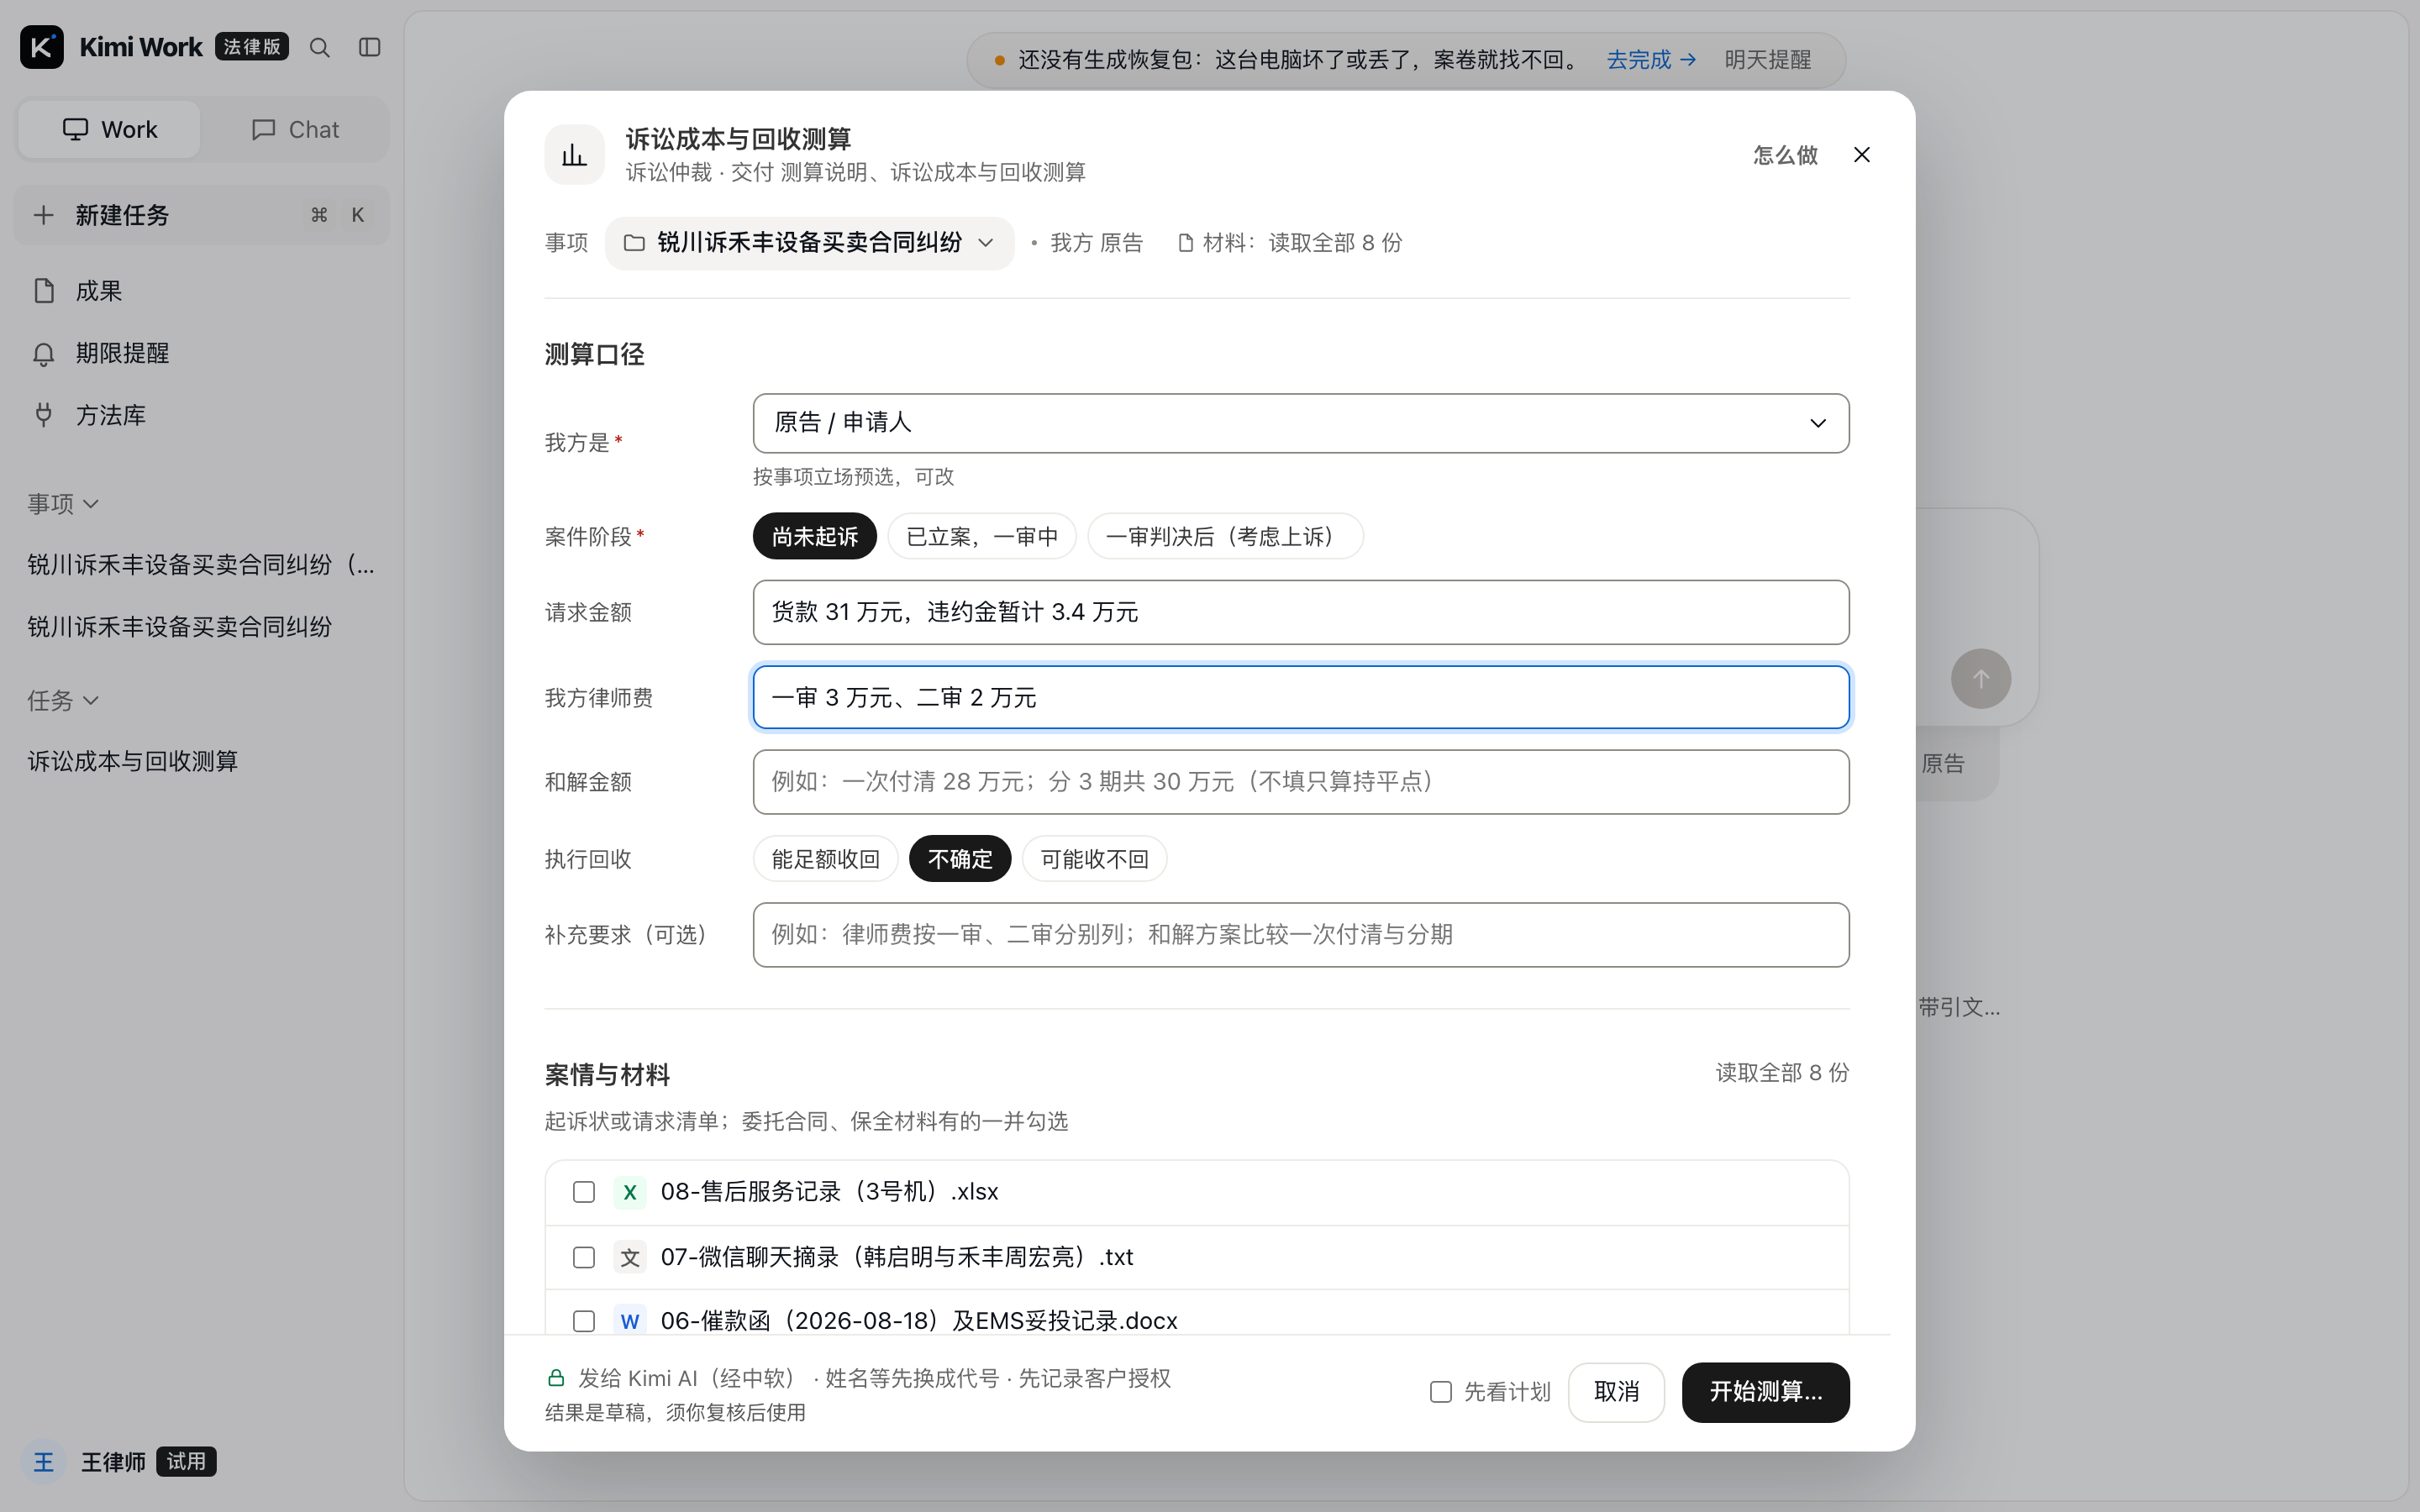 Kimi Work 法律版
Work
Chat
新建任务 ⌘ K
成果
期限提醒
方法库
事项
锐川诉禾丰设备买卖合同纠纷（...
锐川诉禾丰设备买卖合同纠纷
任务
诉讼成本与回收测算
王 王律师 试用
还没有生成恢复包：这台电脑坏了或丢了，案卷就找不回。 去完成 → 明天提醒
诉讼成本与回收测算
诉讼仲裁 · 交付 测算说明、诉讼成本与回收测算
怎么做
事项 锐川诉禾丰设备买卖合同纠纷 • 我方 原告 材料：读取全部 8 份
测算口径
我方是* 原告 / 申请人
按事项立场预选，可改
案件阶段* 尚未起诉 已立案，一审中 一审判决后（考虑上诉）
请求金额 货款 31 万元，违约金暂计 3.4 万元
我方律师费 一审 3 万元、二审 2 万元
和解金额 例如：一次付清 28 万元；分 3 期共 30 万元（不填只算持平点）
执行回收 能足额收回 不确定 可能收不回
补充要求（可选） 例如：律师费按一审、二审分别列；和解方案比较一次付清与分期
案情与材料 读取全部 8 份
起诉状或请求清单；委托合同、保全材料有的一并勾选
X 08-售后服务记录（3号机）.xlsx
文 07-微信聊天摘录（韩启明与禾丰周宏亮）.txt
W 06-催款函（2026-08-18）及EMS妥投记录.docx
发给 Kimi AI（经中软） · 姓名等先换成代号 · 先记录客户授权
结果是草稿，须你复核后使用
先看计划 取消 开始测算...
原告
带引文...